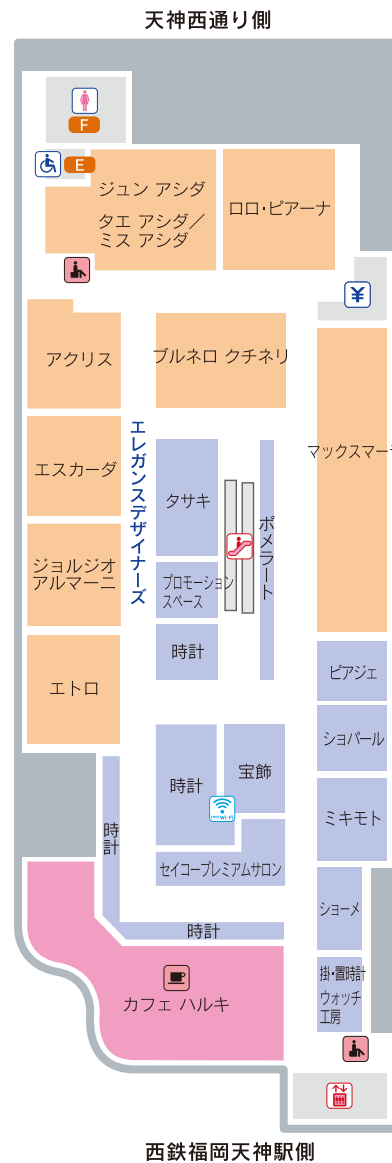 天神西通り側
F
E
ジュン アシダ
タエ アシダ／
ミス アシダ
ロロ・ピアーナ
¥
アクリス
ブルネロ クチネリ
エレガンスデザイナーズ
マックスマーラ
エスカーダ
タサキ
ポメラート
ジョルジオ
アルマーニ
プロモーション
スペース
時計
エトロ
ピアジェ
ショパール
時計
宝飾
ミキモト
時計
セイコープレミアムサロン
ショーメ
時計
掛・置時計
ウォッチ
工房
カフェ ハルキ
西鉄福岡天神駅側